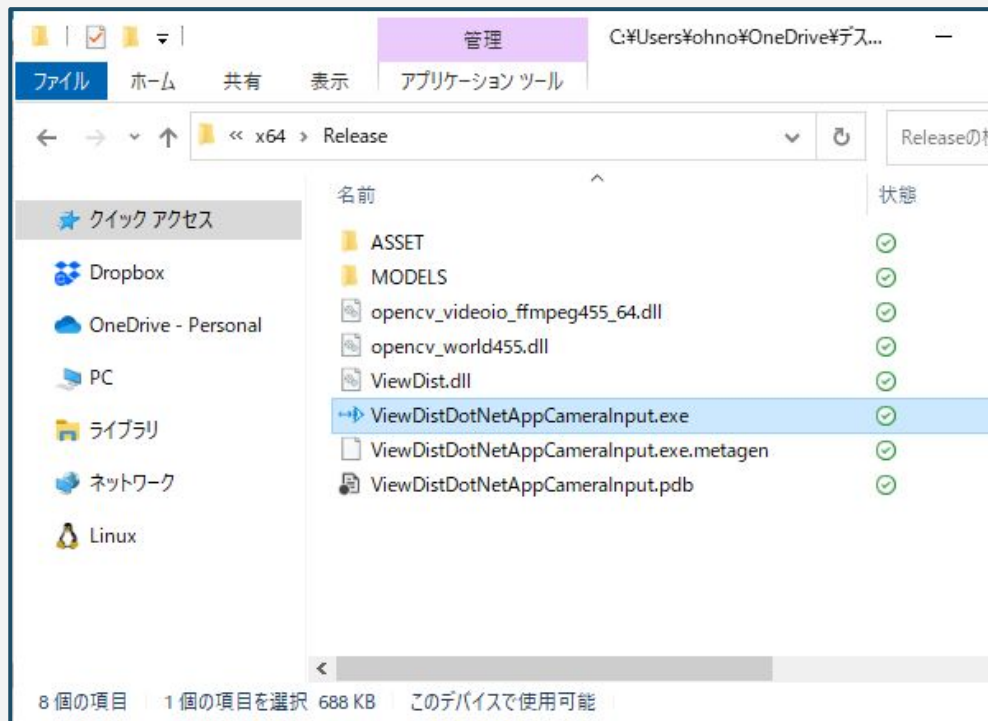 管理
C:¥Users¥ohno¥OneDrive¥デス...
ファイル ホーム 共有 表示 アプリケーション ツール
« x64 › Release
Releaseの
名前
状態
クイック アクセス
Dropbox
OneDrive - Personal
PC
ライブラリ
ネットワーク
Linux
ASSET
MODELS
opencv_videoio_ffmpeg455_64.dll
opencv_world455.dll
ViewDist.dll
ViewDistDotNetAppCameraInput.exe
ViewDistDotNetAppCameraInput.exe.metagen
ViewDistDotNetAppCameraInput.pdb
8 個の項目 1 個の項目を選択 688 KB このデバイスで使用可能